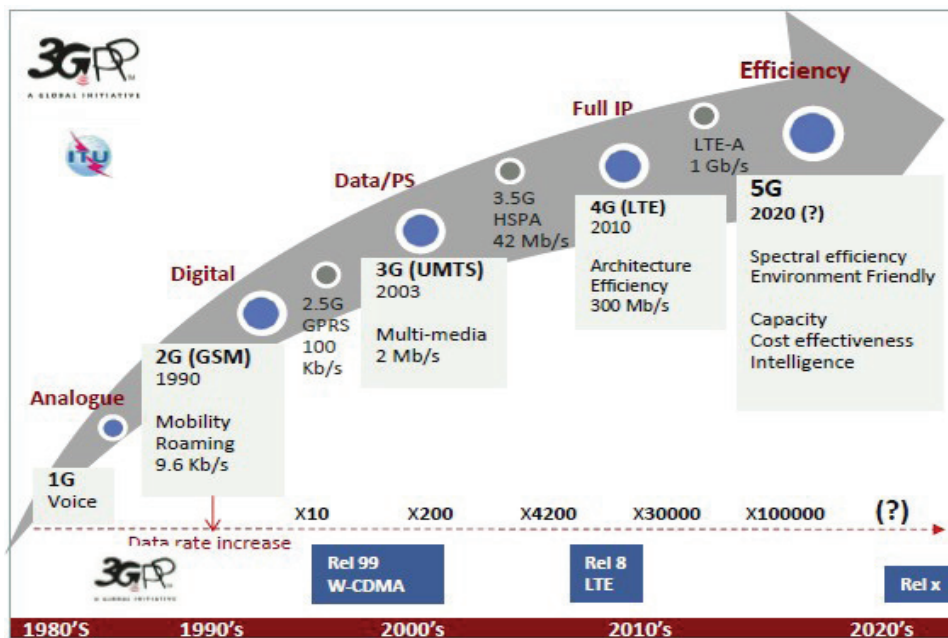 3GPP
TM
A GLOBAL INITIATIVE
ITU
Analogue
Digital
Data/PS
Full IP
Efficiency
1G
Voice
2G (GSM)
1990
Mobility
Roaming
9.6 Kb/s
2.5G
GPRS
100
Kb/s
3G (UMTS)
2003
Multi-media
2 Mb/s
3.5G
HSPA
42 Mb/s
4G (LTE)
2010
Architecture
Efficiency
300 Mb/s
LTE-A
1 Gb/s
5G
2020 (?)
Spectral efficiency
Environment Friendly
Capacity
Cost effectiveness
Intelligence
X10 X200 X4200 X30000 X100000 (?)
Data rate increase
3GPP
TM
A GLOBAL INITIATIVE
Rel 99
W-CDMA
Rel 8
LTE
Rel x
1980'S 1990's 2000's 2010's 2020's